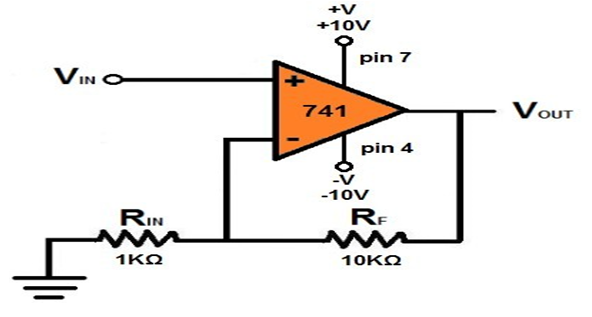 +V
+10V
pin 7
VIN
+
741
VOUT
-
pin 4
-V
-10V
RIN
RF
1KΩ
10KΩ